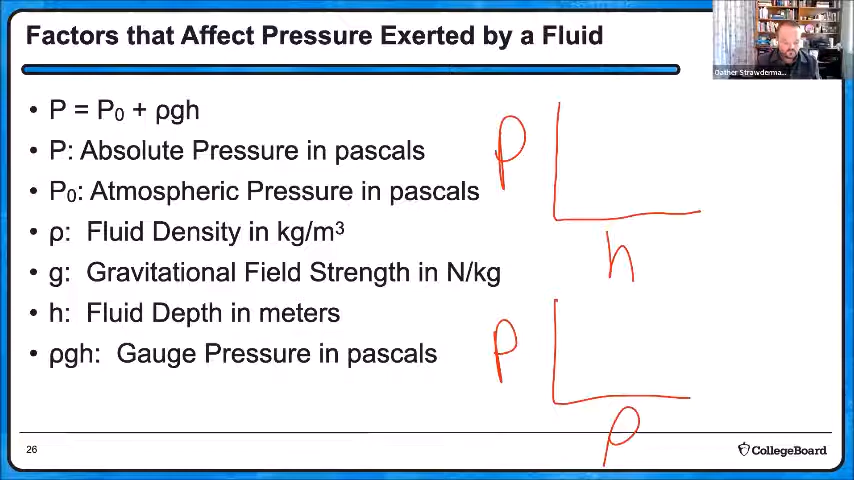 Factors that Affect Pressure Exerted by a Fluid
• P = P₀ + ρgh
• P: Absolute Pressure in pascals
• P₀: Atmospheric Pressure in pascals
• ρ: Fluid Density in kg/m³
• g: Gravitational Field Strength in N/kg
• h: Fluid Depth in meters
• ρgh: Gauge Pressure in pascals
P
h
P
ρ
26
CollegeBoard
Oather Strawderma...